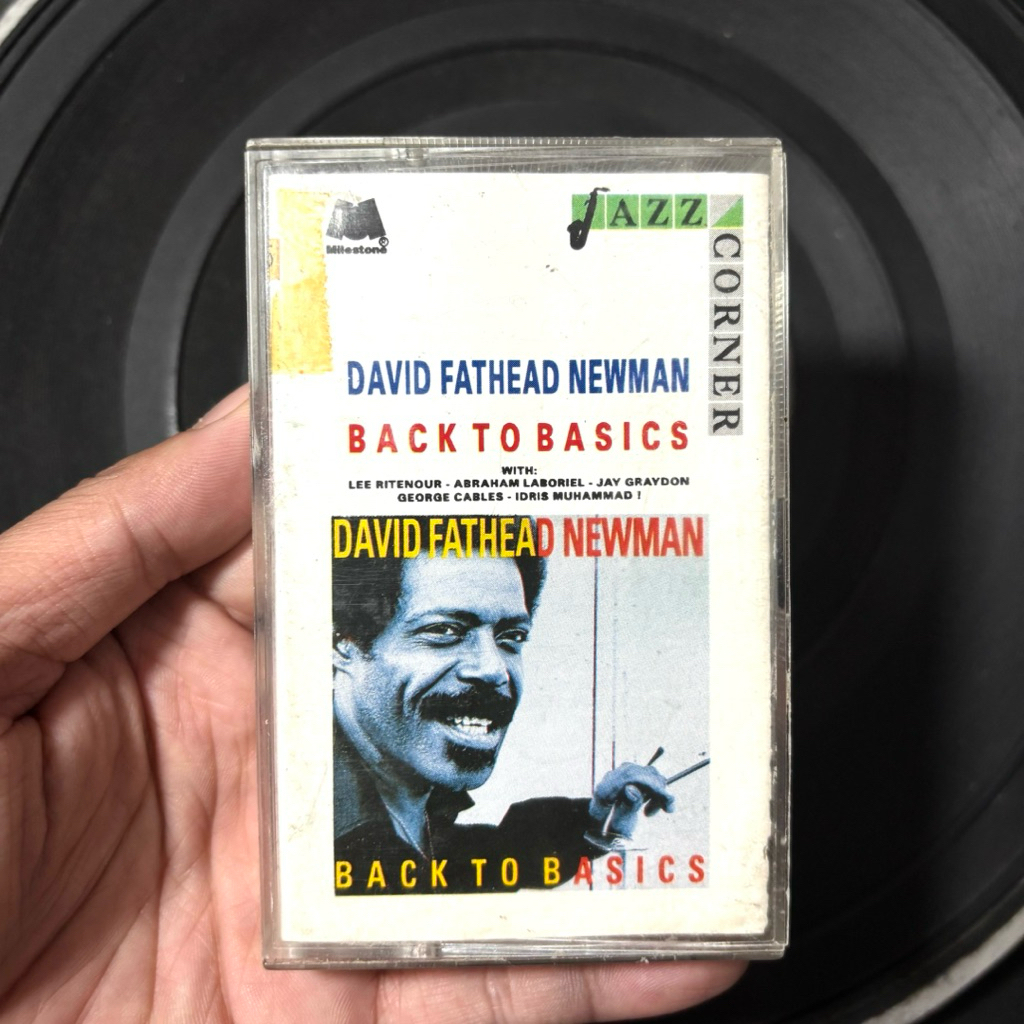 Milestone®
JAZZ
CORNER
DAVID FATHEAD NEWMAN
BACK TO BASICS
WITH:
LEE RITENOUR - ABRAHAM LABORIEL - JAY GRAYDON
GEORGE CABLES - IDRIS MUHAMMAD !
DAVID FATHEAD NEWMAN
BACK TO BASICS